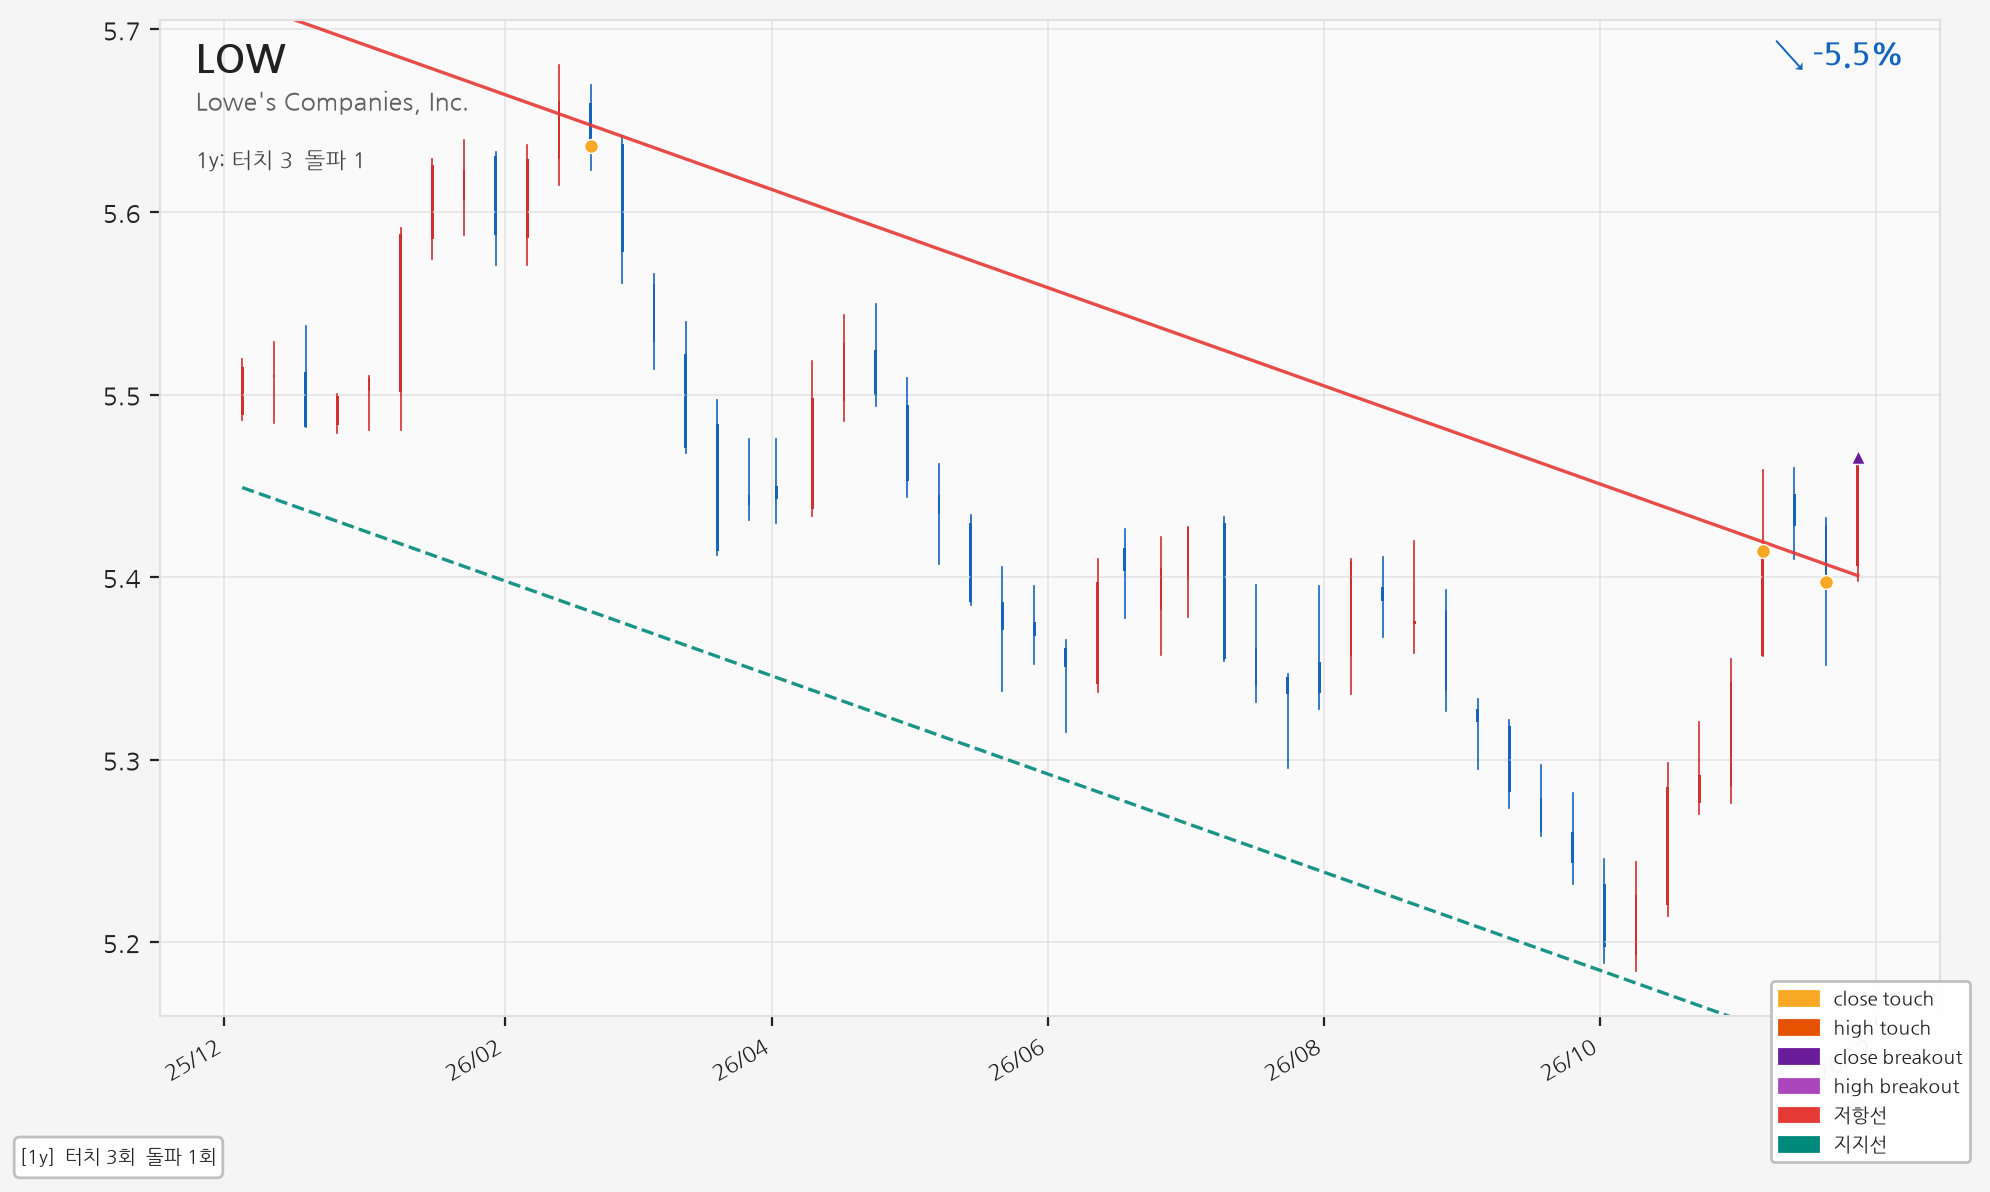 LOW
Lowe's Companies, Inc.
1y: 터치 3 돌파 1
-5.5%
5.7
5.6
5.5
5.4
5.3
5.2
25/12
26/02
26/04
26/06
26/08
26/10
close touch
high touch
close breakout
high breakout
저항선
지지선
[1y] 터치 3회 돌파 1회